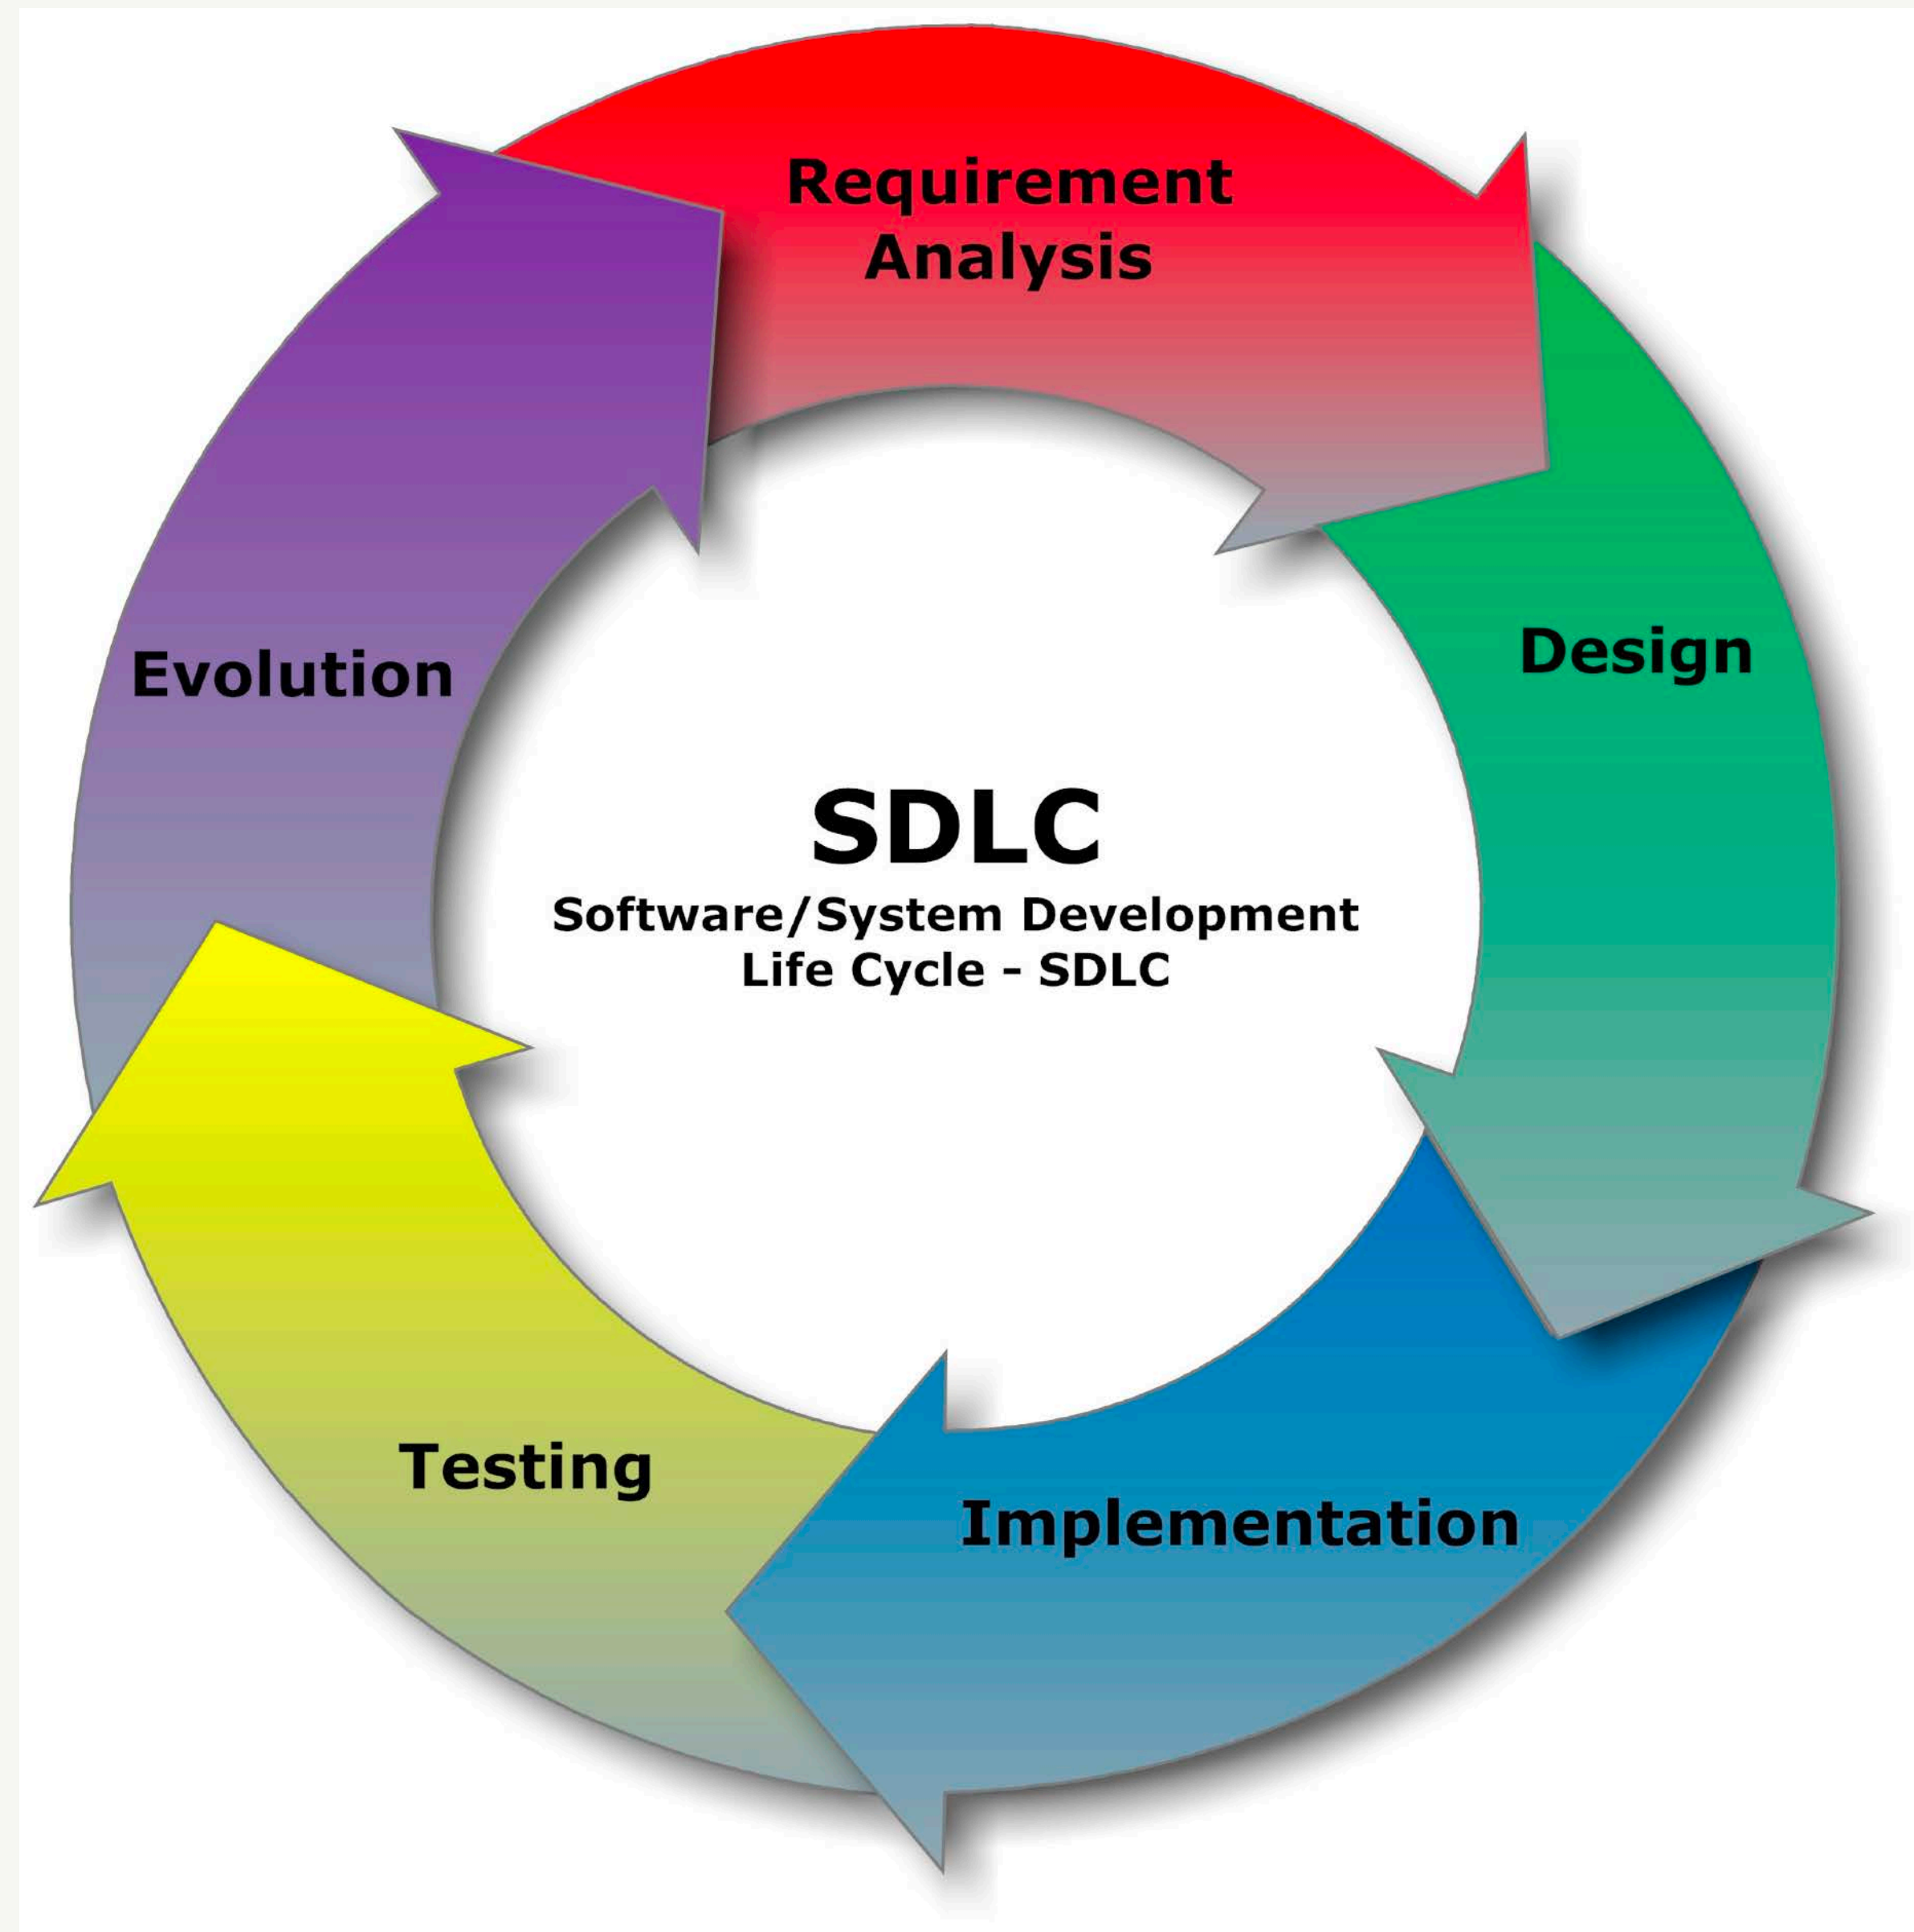 Requirement
Analysis
Design
Implementation
Testing
Evolution
SDLC
Software/System Development
Life Cycle - SDLC